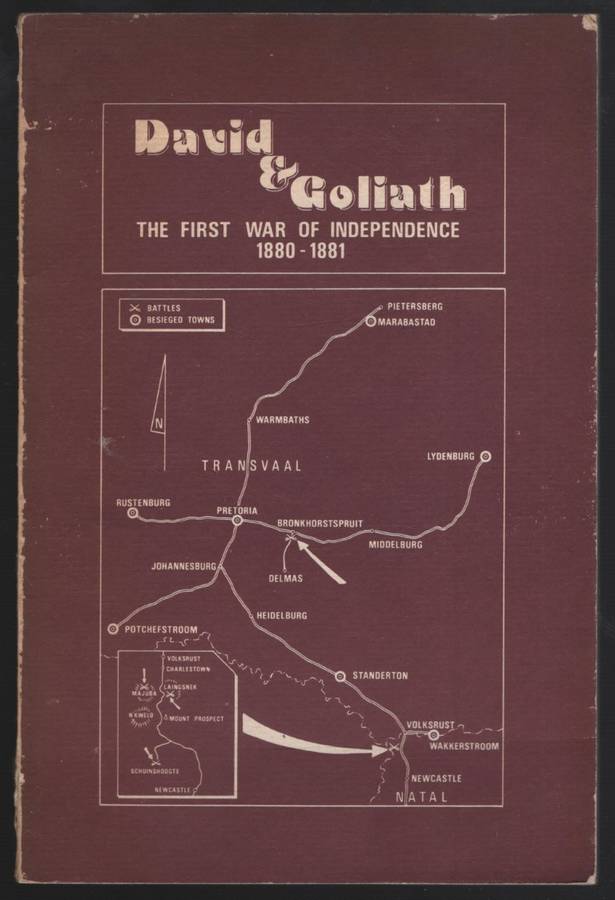 David
&
Goliath
THE FIRST WAR OF INDEPENDENCE
1880 - 1881
BATTLES
BESIEGED TOWNS
PIETERSBERG
MARABASTAD
N
WARMBATHS
TRANSVAAL
LYDENBURG
RUSTENBURG
PRETORIA
BRONKHORSTSPRUIT
MIDDELBURG
JOHANNESBURG
DELMAS
HEIDELBURG
POTCHEFSTROOM
VOLKSRUST
CHARLESTOWN
STANDERTON
MAJUBA
LAINGSNEK
N'KWELO
MOUNT PROSPECT
VOLKSRUST
WAKKERSTROOM
SCHUINSHOOGTE
NEWCASTLE
NEWCASTLE
NATAL